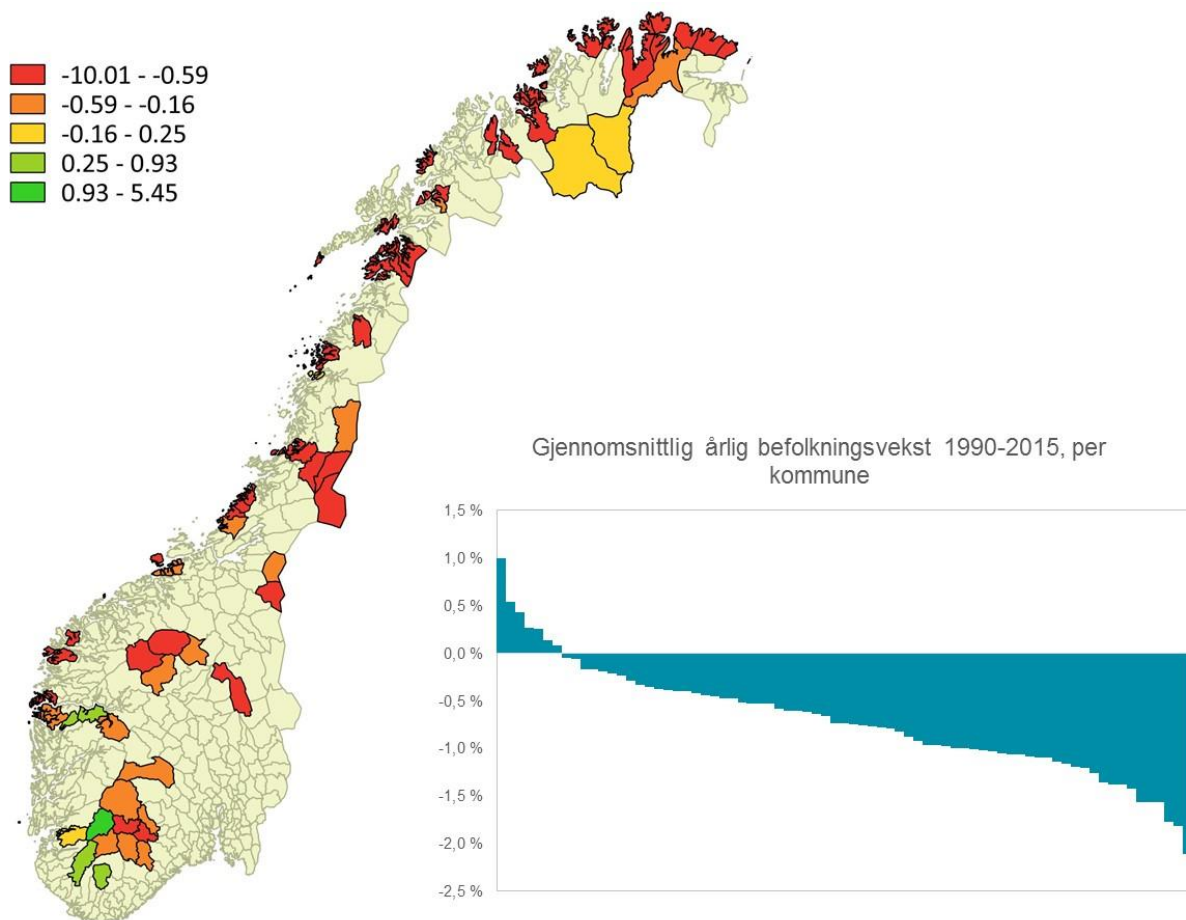 -10.01 - -0.59
-0.59 - -0.16
-0.16 - 0.25
0.25 - 0.93
0.93 - 5.45
Gjennomsnittlig årlig befolkningsvekst 1990-2015, per
kommune
1,5 %
1,0 %
0,5 %
0,0 %
-0,5 %
-1,0 %
-1,5 %
-2,0 %
-2,5 %